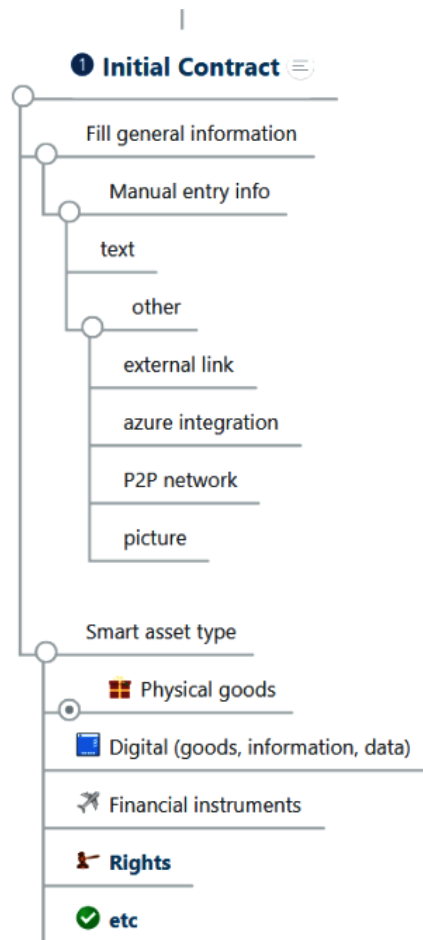 1 Initial Contract
Fill general information
Manual entry info
text
other
external link
azure integration
P2P network
picture
Smart asset type
Physical goods
Digital (goods, information, data)
Financial instruments
Rights
etc